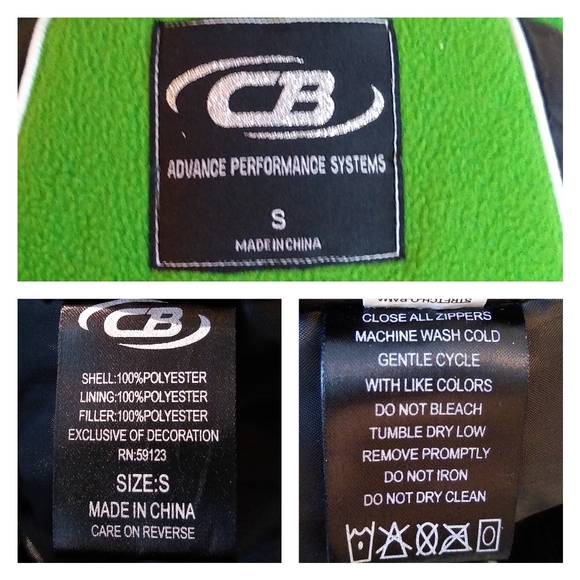 CB
ADVANCE PERFORMANCE SYSTEMS
S
MADE IN CHINA
CB
SHELL:100%POLYESTER
LINING:100%POLYESTER
FILLER:100%POLYESTER
EXCLUSIVE OF DECORATION
RN:59123
SIZE:S
MADE IN CHINA
CARE ON REVERSE
STRETCH-O-RAMA
CLOSE ALL ZIPPERS
MACHINE WASH COLD
GENTLE CYCLE
WITH LIKE COLORS
DO NOT BLEACH
TUMBLE DRY LOW
REMOVE PROMPTLY
DO NOT IRON
DO NOT DRY CLEAN